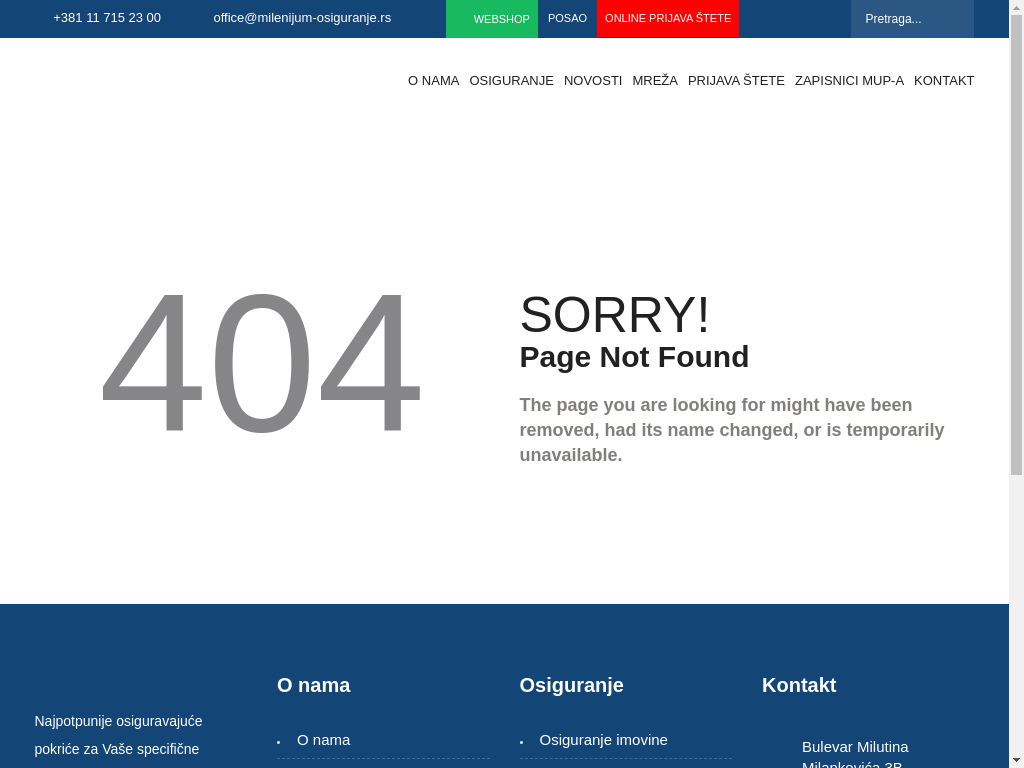 +381 11 715 23 00
office@milenijum-osiguranje.rs
WEBSHOP
POSAO
ONLINE PRIJAVA ŠTETE
Pretraga...
O NAMA OSIGURANJE NOVOSTI MREŽA PRIJAVA ŠTETE ZAPISNICI MUP-A KONTAKT
404
SORRY!
Page Not Found
The page you are looking for might have been
removed, had its name changed, or is temporarily
unavailable.
Najpotpunije osiguravajuće
pokriće za Vaše specifične
O nama
O nama
Osiguranje
Osiguranje imovine
Kontakt
Bulevar Milutina
Milankovića 3B